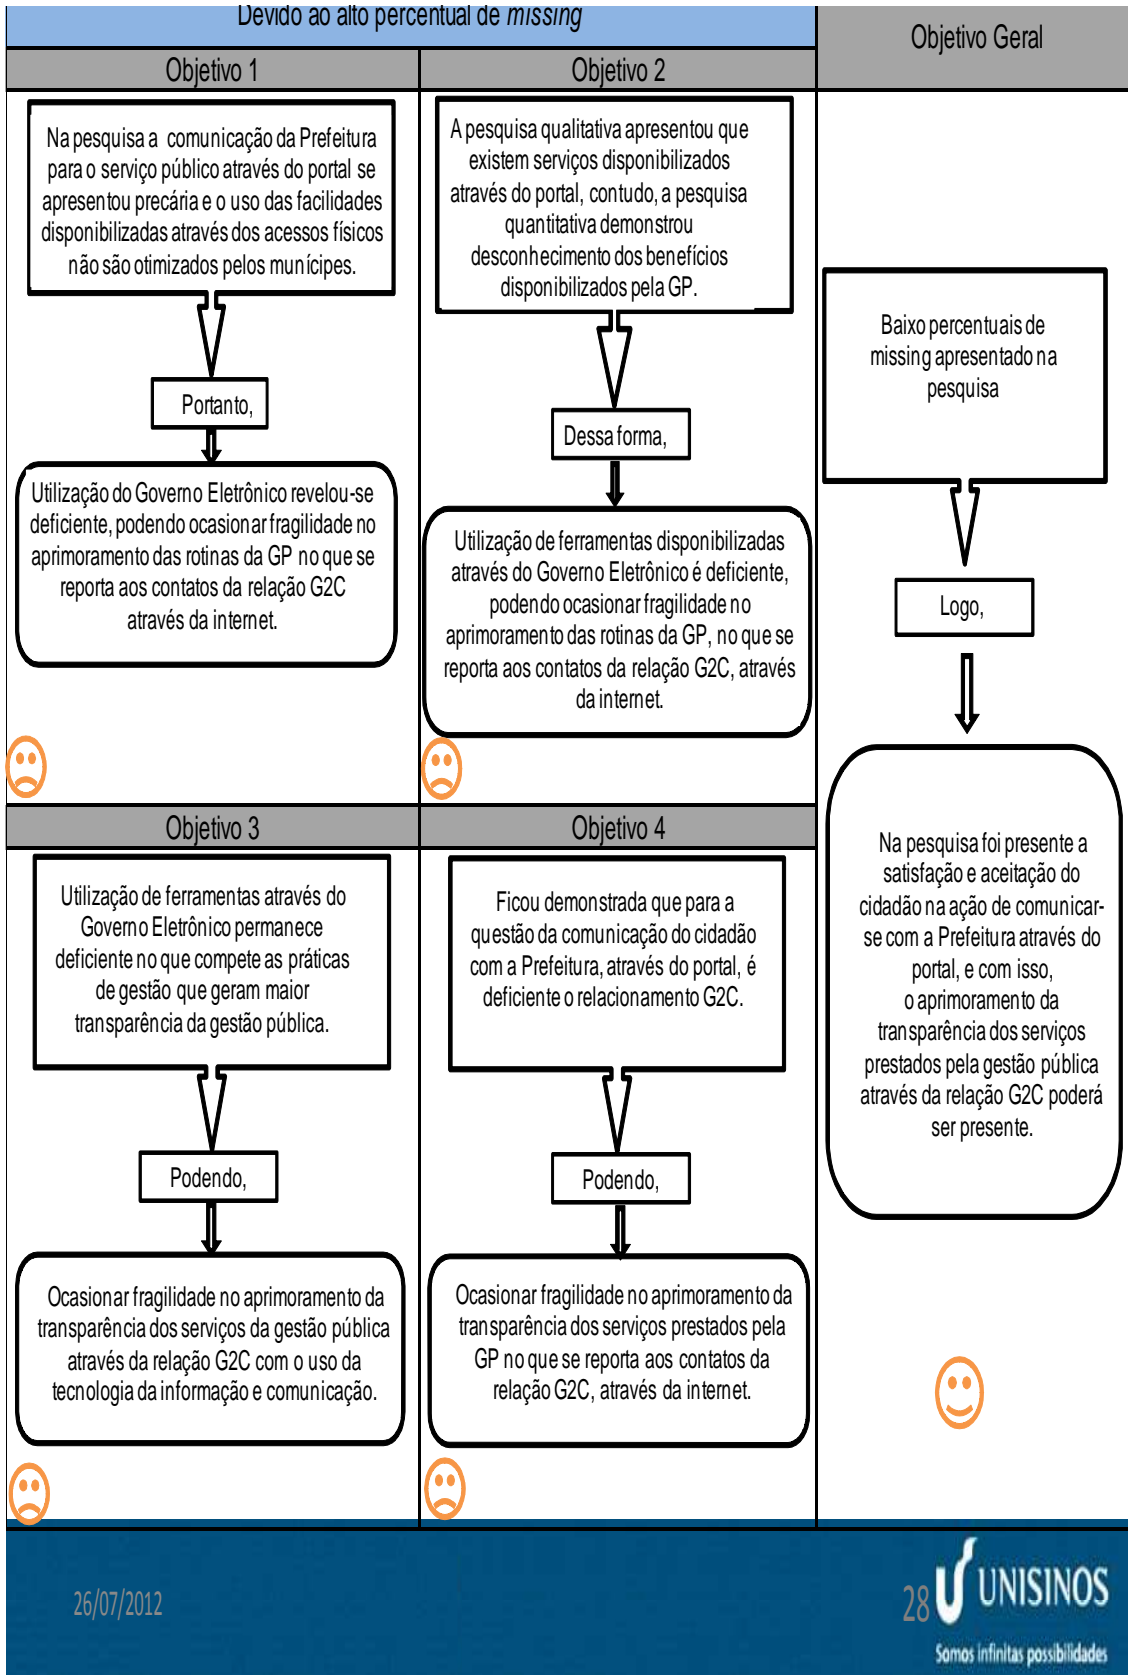 Devido ao alto percentual de missing
Objetivo Geral
Objetivo 1
Objetivo 2
Na pesquisa a comunicação da Prefeitura
para o serviço público através do portal se
apresentou precária e o uso das facilidades
disponibilizadas através dos acessos físicos
não são otimizados pelos munícipes.
Portanto,
Utilização do Governo Eletrônico revelou-se
deficiente, podendo ocasionar fragilidade no
aprimoramento das rotinas da GP no que se
reporta aos contatos da relação G2C
através da internet.
A pesquisa qualitativa apresentou que
existem serviços disponibilizados
através do portal, contudo, a pesquisa
quantitativa demonstrou
desconhecimento dos benefícios
disponibilizados pela GP.
Dessa forma,
Utilização de ferramentas disponibilizadas
através do Governo Eletrônico é deficiente,
podendo ocasionar fragilidade no
aprimoramento das rotinas da GP, no que se
reporta aos contatos da relação G2C, através
da internet.
Baixo percentuais de
missing apresentado na
pesquisa
Logo,
Na pesquisa foi presente a
satisfação e aceitação do
cidadão na ação de comunicar-
se com a Prefeitura através do
portal, e com isso,
o aprimoramento da
transparência dos serviços
prestados pela gestão pública
através da relação G2C poderá
ser presente.
Objetivo 3
Objetivo 4
Utilização de ferramentas através do
Governo Eletrônico permanece
deficiente no que compete as práticas
de gestão que geram maior
transparência da gestão pública.
Podendo,
Ocasionar fragilidade no aprimoramento da
transparência dos serviços da gestão pública
através da relação G2C com o uso da
tecnologia da informação e comunicação.
Ficou demonstrada que para a
questão da comunicação do cidadão
com a Prefeitura, através do portal, é
deficiente o relacionamento G2C.
Podendo,
Ocasionar fragilidade no aprimoramento da
transparência dos serviços prestados pela
GP no que se reporta aos contatos da
relação G2C, através da internet.
26/07/2012
28
UNISINOS
Somos infinitas possibilidades